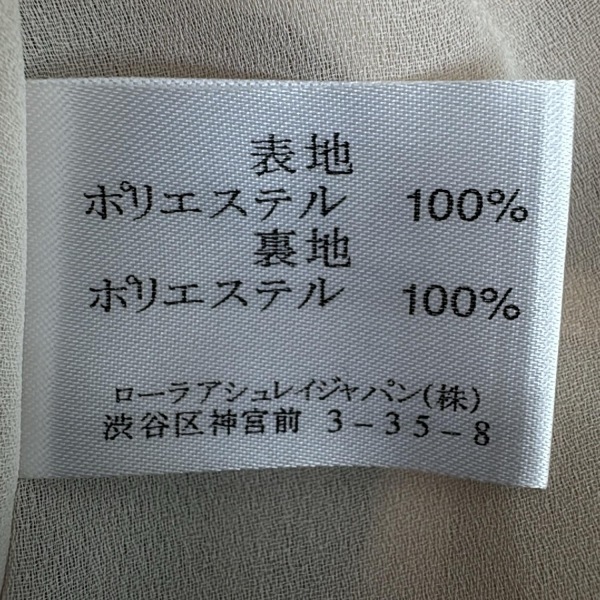 表地
ポリエステル 100%
裏地
ポリエステル 100%
ローラアシュレイジャパン(株)
渋谷区神宮前 3-35-8